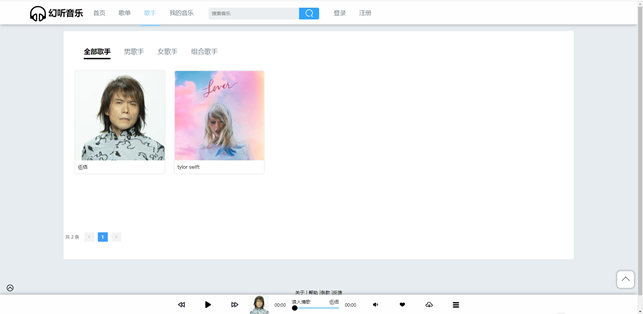 幻听音乐 首页 歌单 歌手 我的音乐 搜索音乐 登录 注册
全部歌手 男歌手 女歌手 组合歌手
Lover
伍佰 tylor swift
共 2 条 < 1 >
关于 | 帮助 |条款 |反馈
浪人情歌 伍佰
00:00 00:00